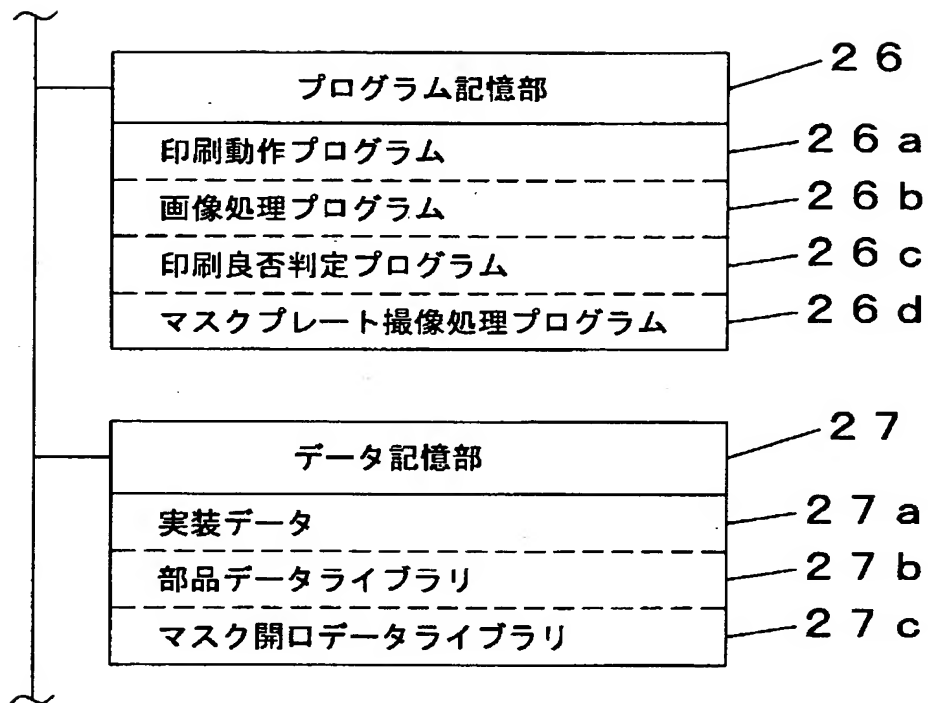 プログラム記憶部 26
印刷動作プログラム 26a
画像処理プログラム 26b
印刷良否判定プログラム 26c
マスクプレート撮像処理プログラム 26d
データ記憶部 27
実装データ 27a
部品データライブラリ 27b
マスク開口データライブラリ 27c